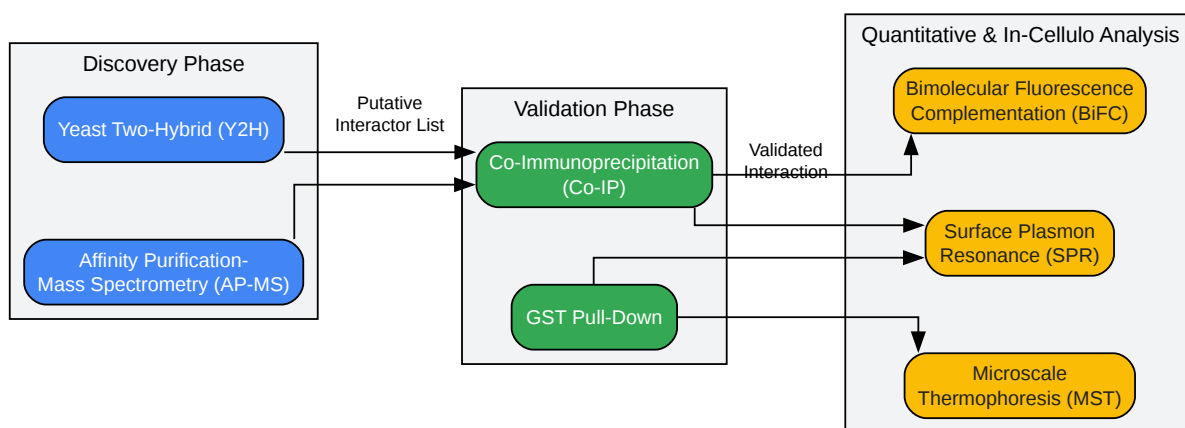 Discovery Phase
Yeast Two-Hybrid (Y2H)
Affinity Purification-
Mass Spectrometry (AP-MS)
Putative
Interactor List
Validation Phase
Co-Immunoprecipitation
(Co-IP)
GST Pull-Down
Validated
Interaction
Quantitative & In-Cellulo Analysis
Bimolecular Fluorescence
Complementation (BiFC)
Surface Plasmon
Resonance (SPR)
Microscale
Thermophoresis (MST)